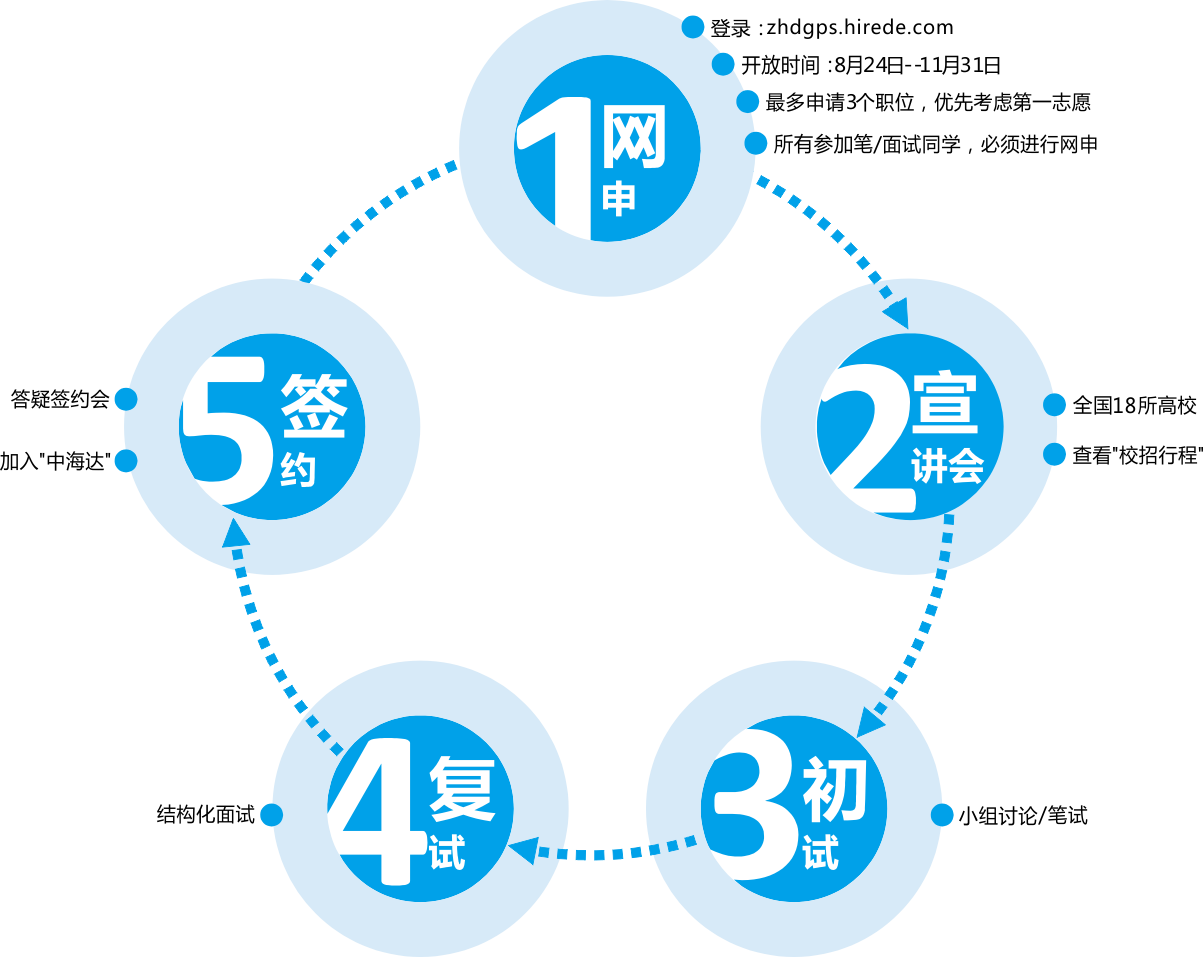 登录：zhdgps.hirede.com
开放时间：8月24日--11月31日
最多申请3个职位，优先考虑第一志愿
所有参加笔/面试同学，必须进行网申
1 网
申
2 宣
讲会
全国18所高校
查看"校招行程"
3 初
试
小组讨论/笔试
4 复
试
结构化面试
5 签
约
答疑签约会
加入"中海达"